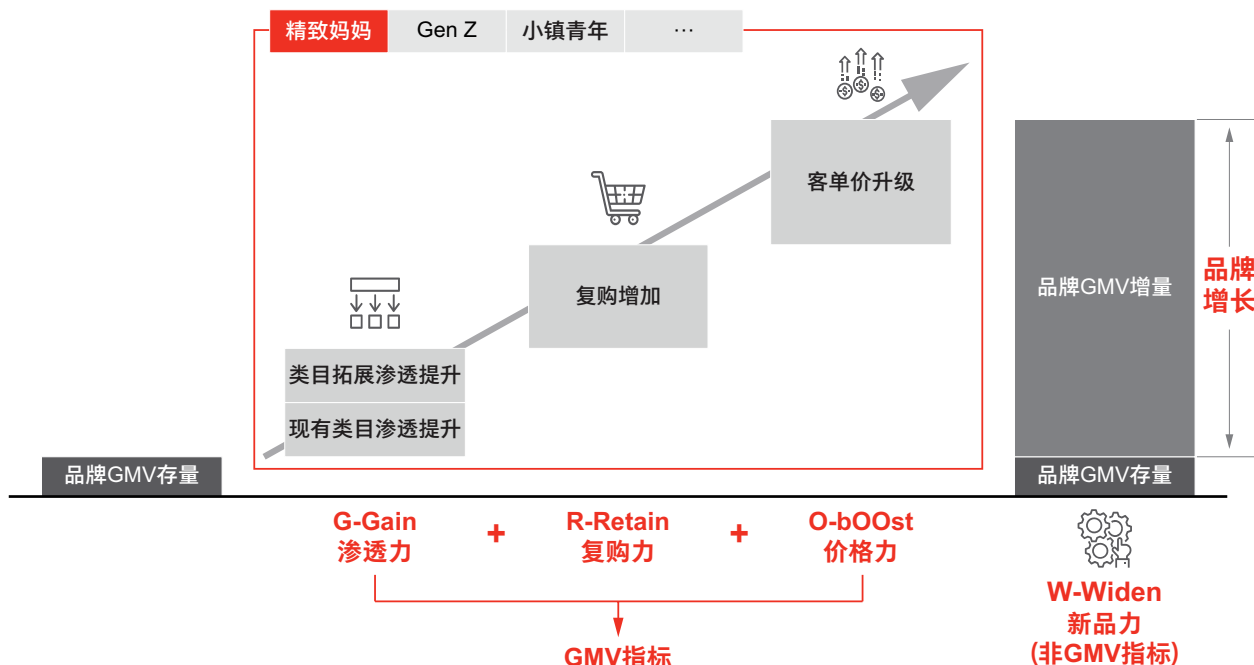 精致妈妈
Gen Z
小镇青年
…
客单价升级
复购增加
类目拓展渗透提升
现有类目渗透提升
品牌GMV存量
品牌GMV增量
品牌GMV存量
品牌
增长
G-Gain
渗透力
+
R-Retain
复购力
+
O-bOOst
价格力
GMV指标
W-Widen
新品力
(非GMV指标)